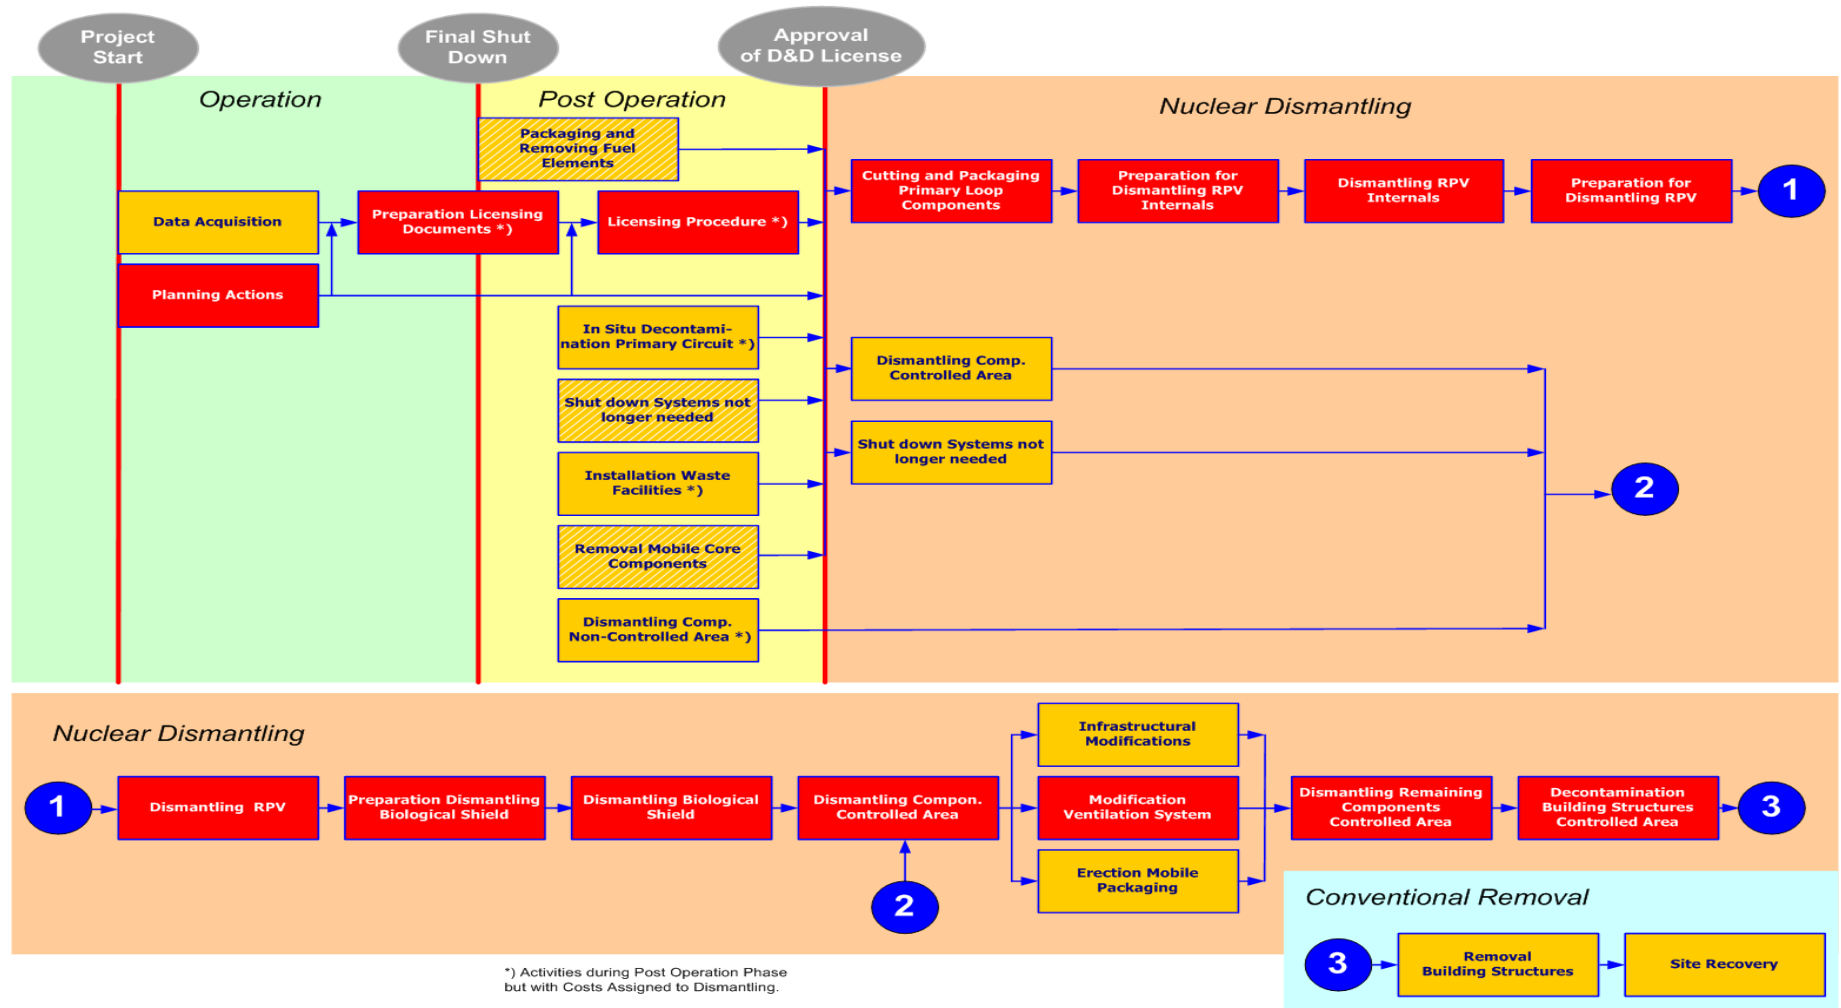 Project
Start
Final Shut
Down
Approval
of D&D License
Operation
Post Operation
Nuclear Dismantling
Packaging and
Removing Fuel
Elements
Data Acquisition
Preparation Licensing
Documents *)
Licensing Procedure *)
Planning Actions
Cutting and Packaging
Primary Loop
Components
Preparation for
Dismantling RPV
Internals
Dismantling RPV
Internals
Preparation for
Dismantling RPV
1
In Situ Decontami-
nation Primary Circuit *)
Shut down Systems not
longer needed
Installation Waste
Facilities *)
Removal Mobile Core
Components
Dismantling Comp.
Non-Controlled Area *)
Dismantling Comp.
Controlled Area
Shut down Systems not
longer needed
2
Nuclear Dismantling
1
Dismantling  RPV
Preparation Dismantling
Biological Shield
Dismantling Biological
Shield
Dismantling Compon.
Controlled Area
2
Infrastructural
Modifications
Modification
Ventilation System
Erection Mobile
Packaging
Dismantling Remaining
Components
Controlled Area
Decontamination
Building Structures
Controlled Area
3
Conventional Removal
3
Removal
Building Structures
Site Recovery
*) Activities during Post Operation Phase
but with Costs Assigned to Dismantling.